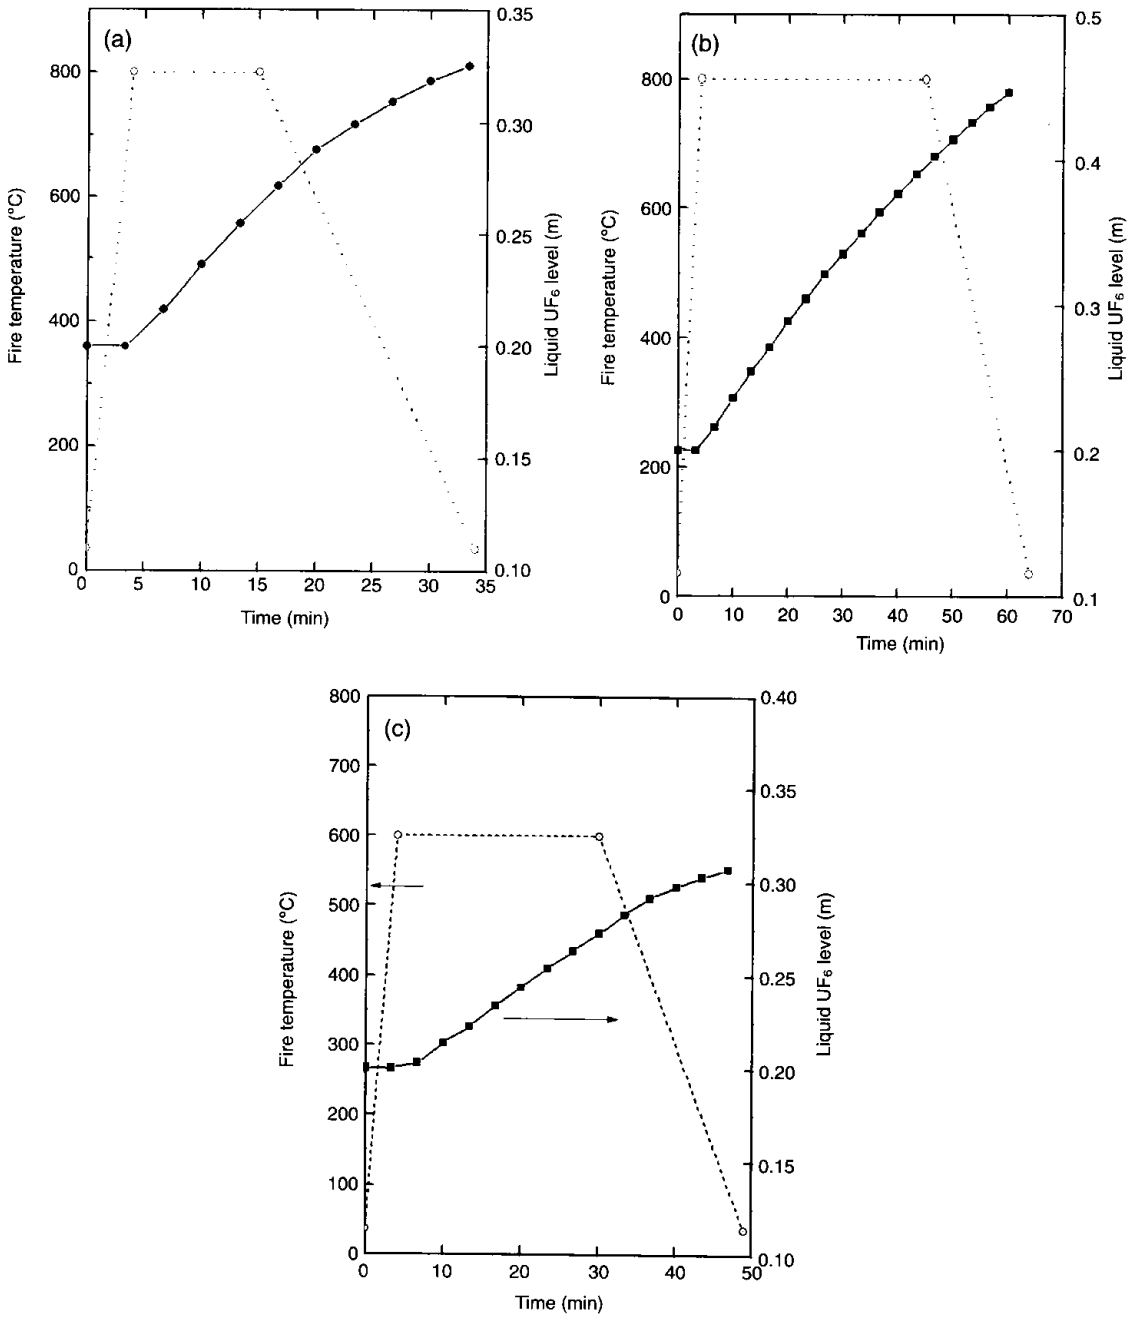 (a)
Fire temperature (°C)
800
600
400
200
0
0 5 10 15 20 25 30 35
Time (min)
0.35
0.30
0.25
0.20
0.15
0.10
Liquid UF₆ level (m)
(b)
Fire temperature (°C)
800
600
400
200
0
0 10 20 30 40 50 60 70
Time (min)
0.5
0.4
0.3
0.2
0.1
Liquid UF₆ level (m)
(c)
Fire temperature (°C)
800
700
600
500
400
300
200
100
0
0 10 20 30 40 50
Time (min)
0.40
0.35
0.30
0.25
0.20
0.15
0.10
Liquid UF₆ level (m)